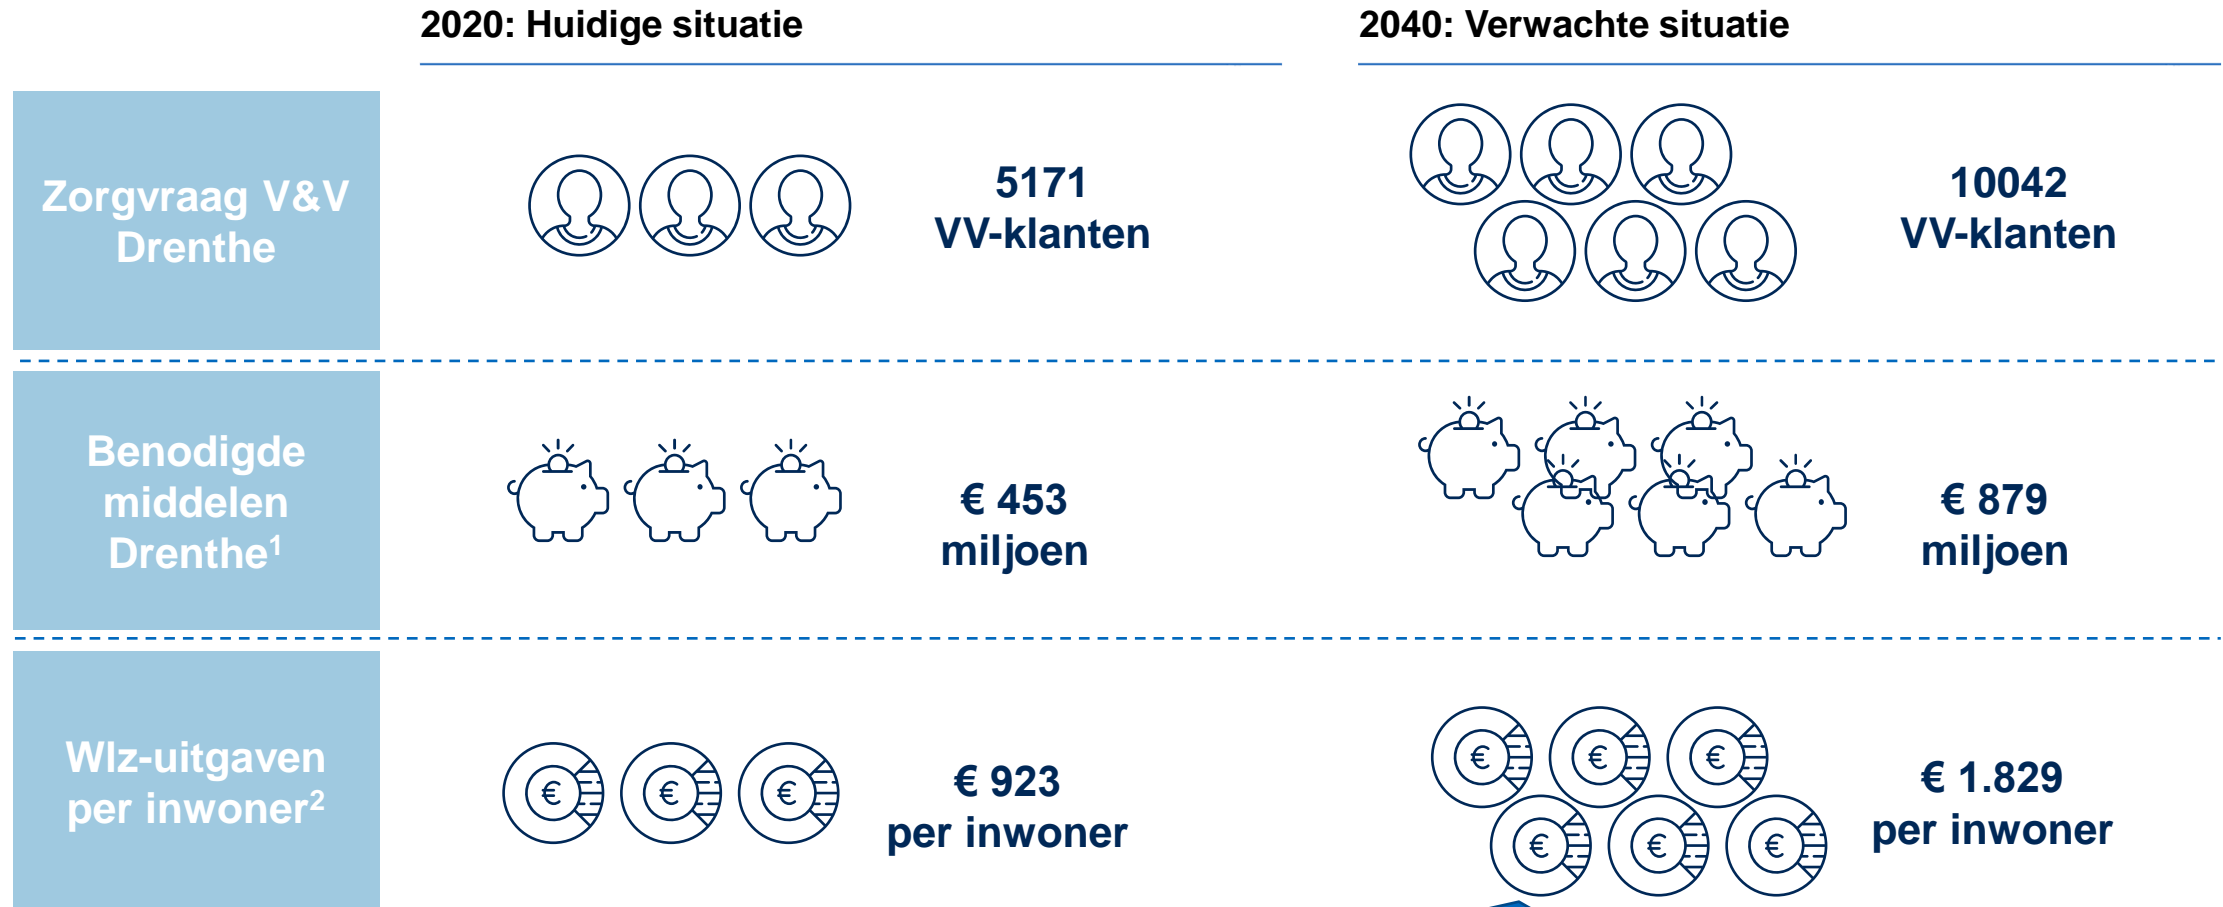 2020: Huidige situatie
2040: Verwachte situatie
Zorgvraag V&V
Drenthe
5171
VV-klanten
10042
VV-klanten
Benodigde
middelen
Drenthe¹
€ 453
miljoen
€ 879
miljoen
Wlz-uitgaven
per inwoner²
€ € €
€ 923
per inwoner
€ € €
€ € €
€ 1.829
per inwoner